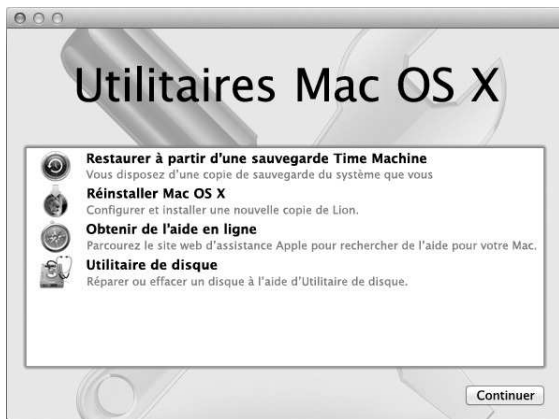 Utilitaires Mac OS X
Restaurer à partir d'une sauvegarde Time Machine
Vous disposez d'une copie de sauvegarde du système que vous
Réinstaller Mac OS X
Configurer et installer une nouvelle copie de Lion.
Obtenir de l'aide en ligne
Parcourez le site web d'assistance Apple pour rechercher de l'aide pour votre Mac.
Utilitaire de disque
Réparer ou effacer un disque à l'aide d'Utilitaire de disque.
Continuer